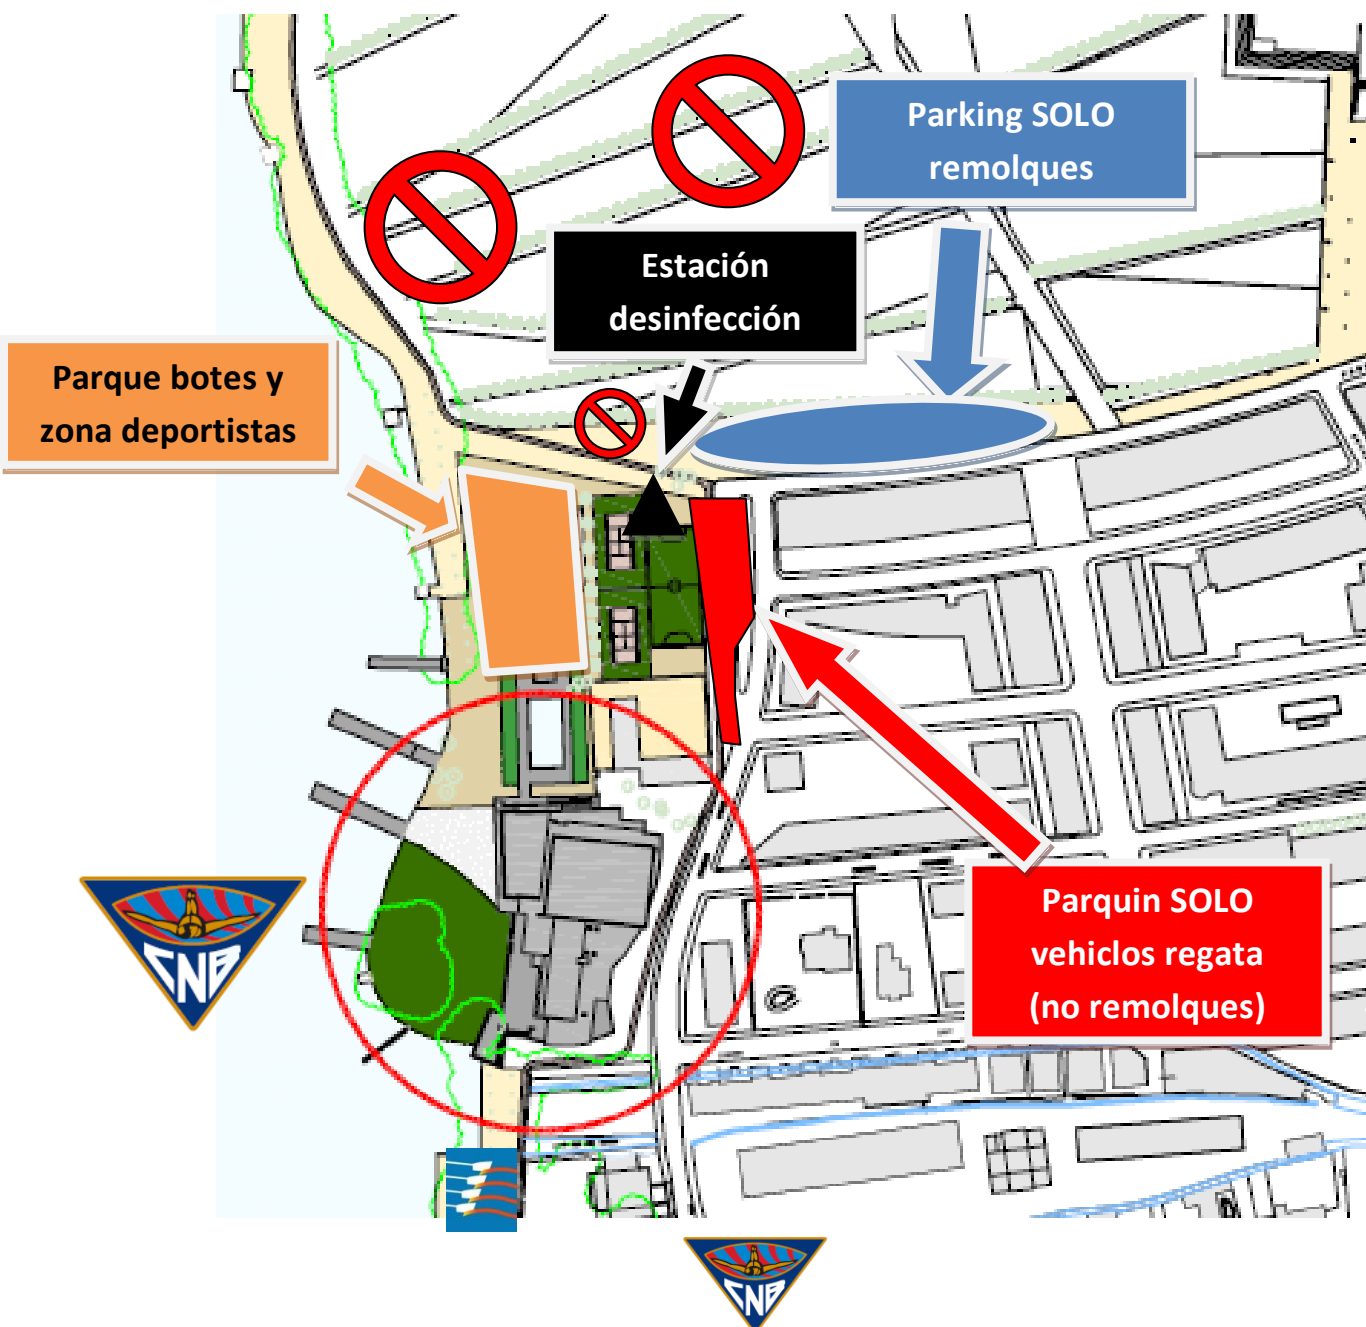 Parking SOLO
remolques
Estación
desinfección
Parque botes y
zona deportistas
Parquin SOLO
vehiclos regata
(no remolques)
CNB
CNB